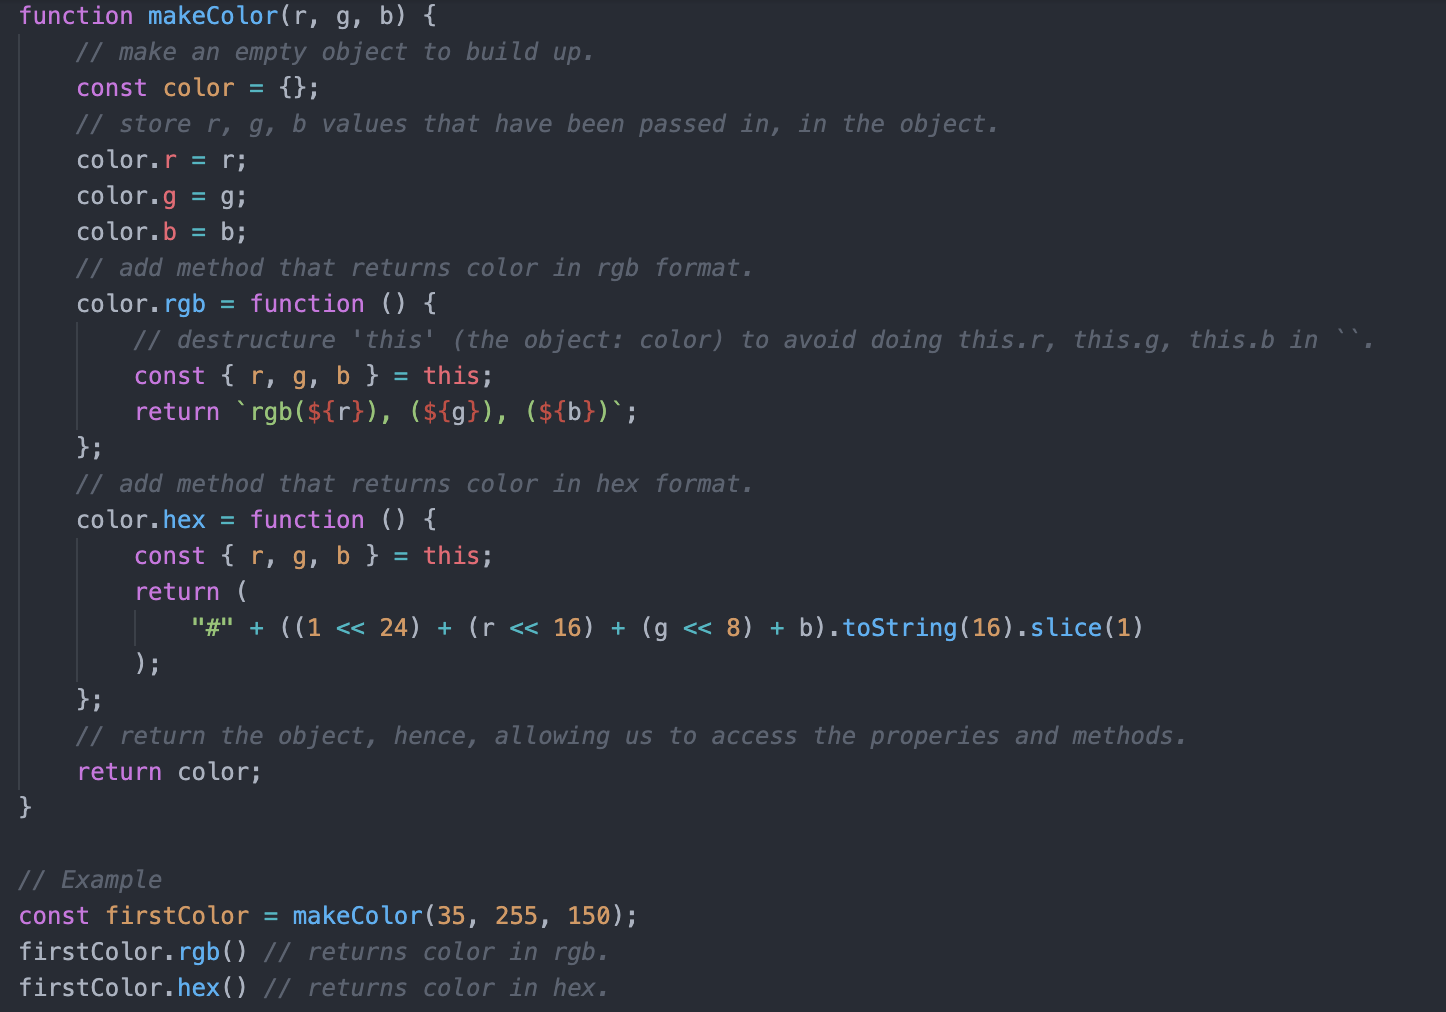 function makeColor(r, g, b) {
    // make an empty object to build up.
    const color = {};
    // store r, g, b values that have been passed in, in the object.
    color.r = r;
    color.g = g;
    color.b = b;
    // add method that returns color in rgb format.
    color.rgb = function () {
        // destructure 'this' (the object: color) to avoid doing this.r, this.g, this.b in ``.
        const { r, g, b } = this;
        return `rgb(${r}), (${g}), (${b})`;
    };
    // add method that returns color in hex format.
    color.hex = function () {
        const { r, g, b } = this;
        return (
            "#" + ((1 << 24) + (r << 16) + (g << 8) + b).toString(16).slice(1)
        );
    };
    // return the object, hence, allowing us to access the properies and methods.
    return color;
}

// Example
const firstColor = makeColor(35, 255, 150);
firstColor.rgb() // returns color in rgb.
firstColor.hex() // returns color in hex.